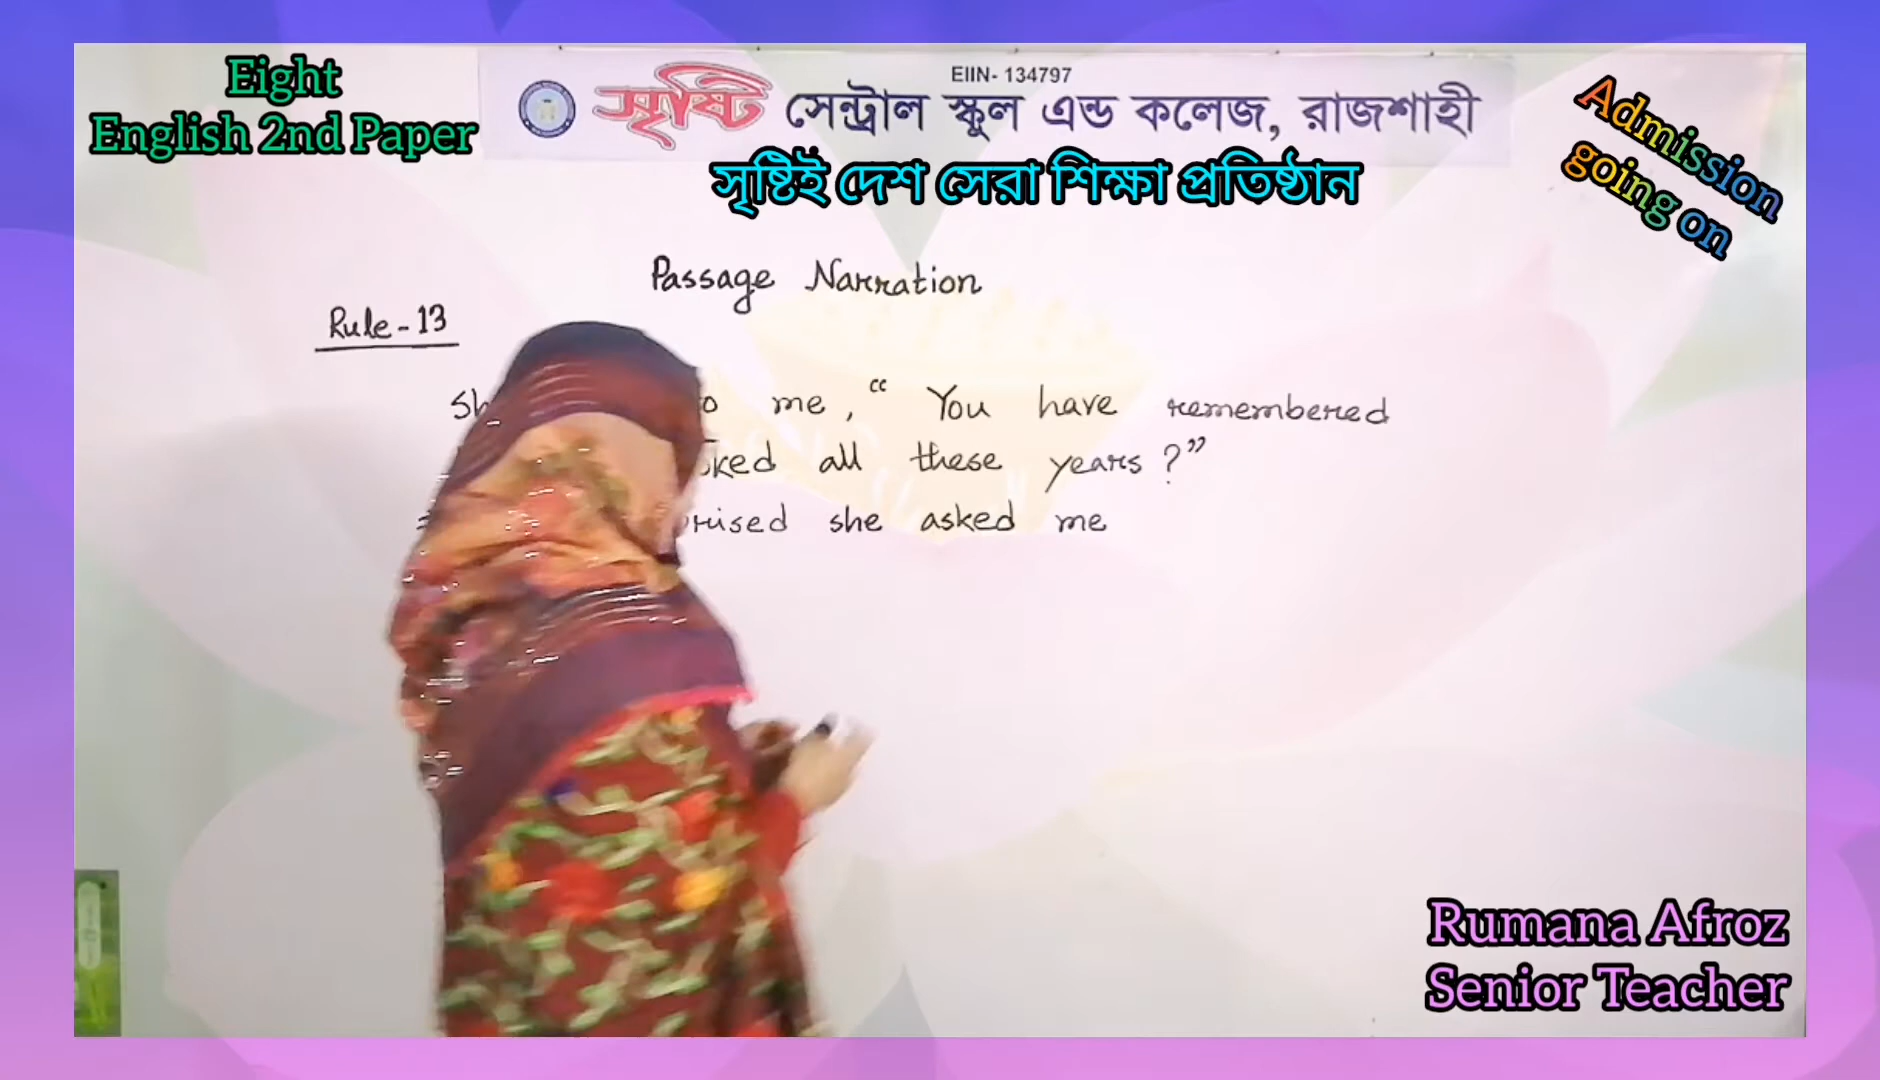 Eight
English 2nd Paper
EIIN- 134797
সৃষ্টি সেন্ট্রাল স্কুল এন্ড কলেজ, রাজশাহী
সৃষ্টিই দেশ সেরা শিক্ষা প্রতিষ্ঠান
Admission
going on
Passage Narration
Rule-13
me, “ You have remembered
all these years?”
she asked me
Rumana Afroz
Senior Teacher